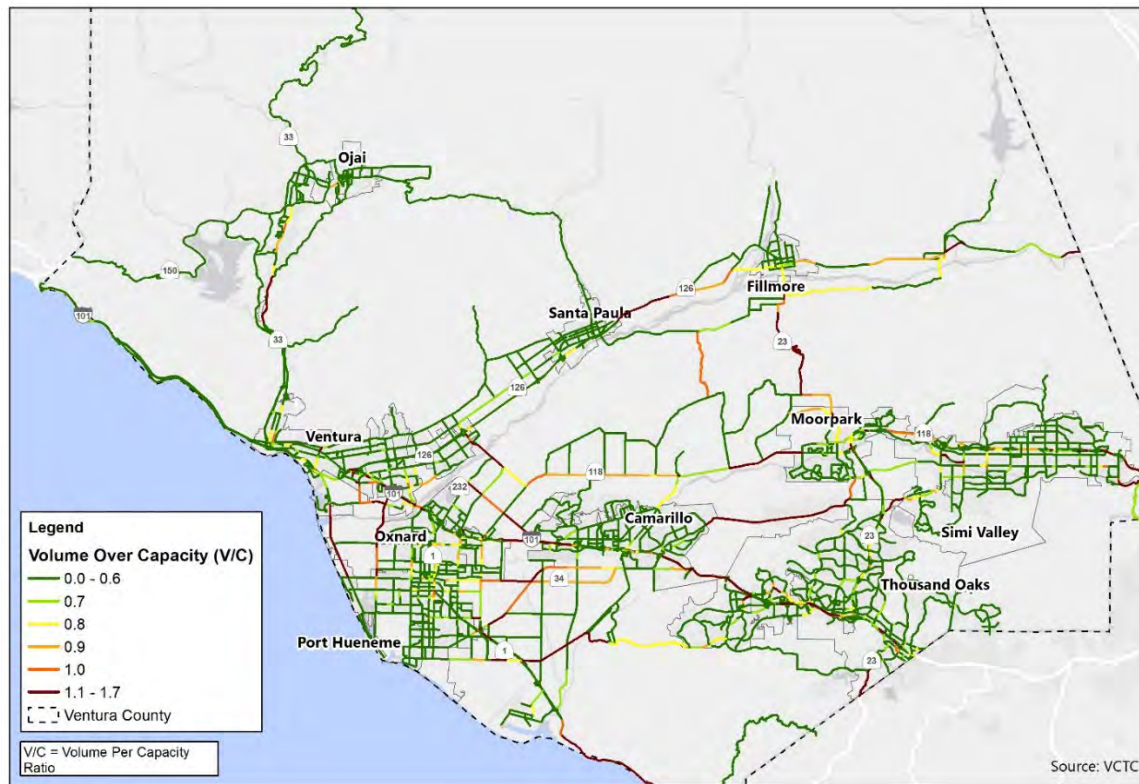 33
Ojai
150
101
33
126
Fillmore
Santa Paula
23
126
Moorpark
118
Ventura
126
118
232
101
Camarillo
Oxnard
101
Simi Valley
1
23
34
Thousand Oaks
Port Hueneme
1
23
Legend
Volume Over Capacity (V/C)
0.0 - 0.6
0.7
0.8
0.9
1.0
1.1 - 1.7
Ventura County
V/C = Volume Per Capacity
Ratio
Source: VCTC